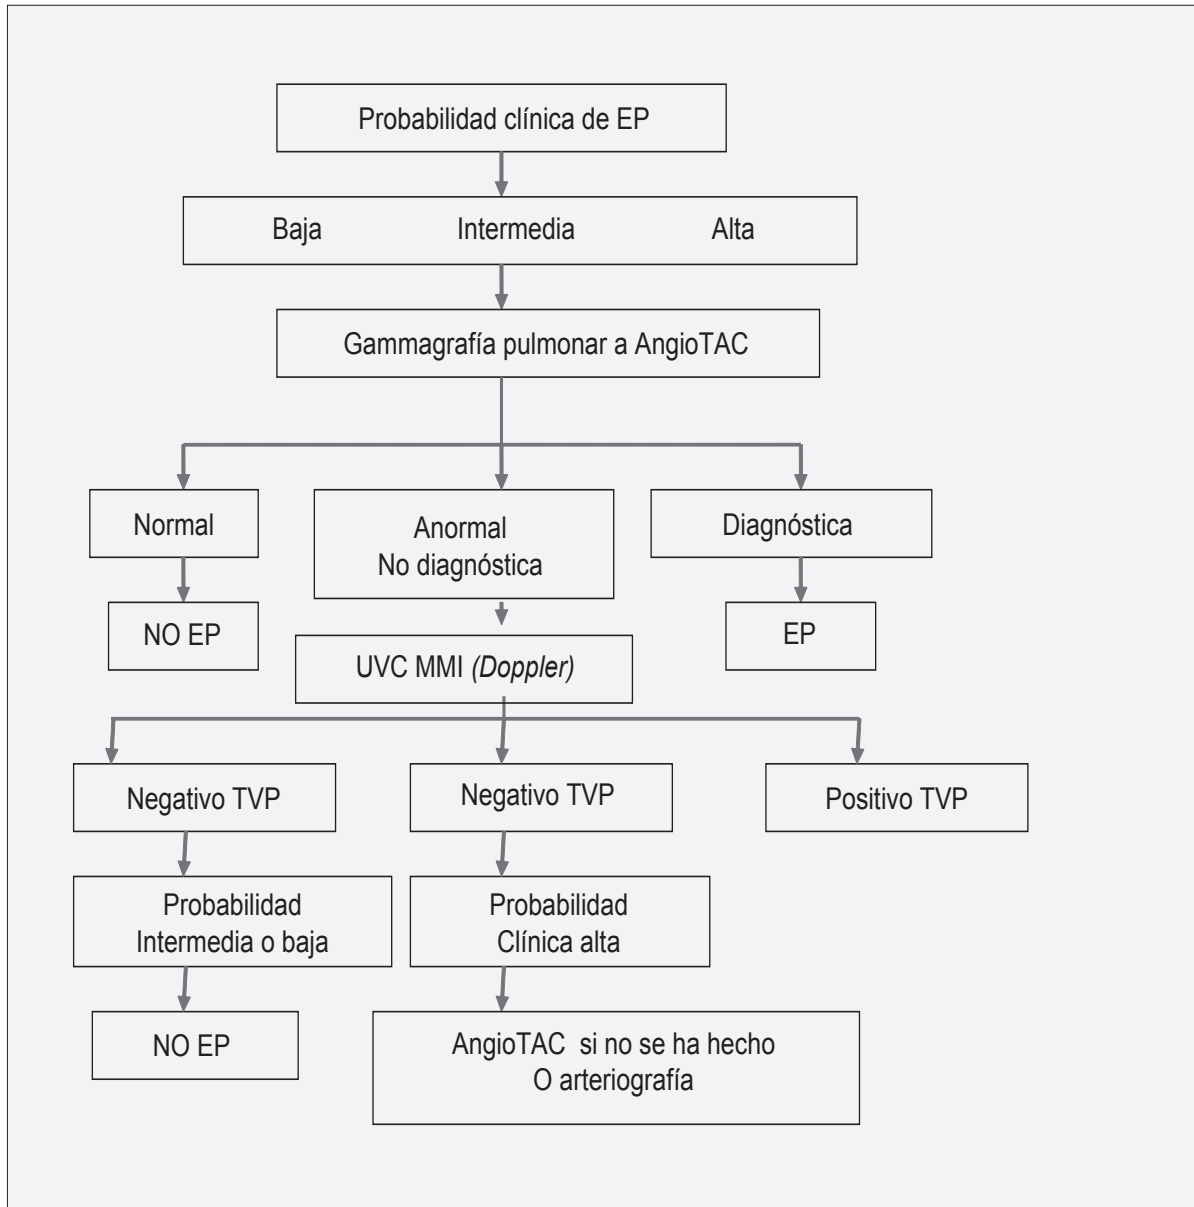 Probabilidad clínica de EP
Baja Intermedia Alta
Gammagrafía pulmonar a AngioTAC
Normal
Anormal
No diagnóstica
Diagnóstica
NO EP
EP
UVC MMI (Doppler)
Negativo TVP
Negativo TVP
Positivo TVP
Probabilidad
Intermedia o baja
Probabilidad
Clínica alta
NO EP
AngioTAC si no se ha hecho
O arteriografía